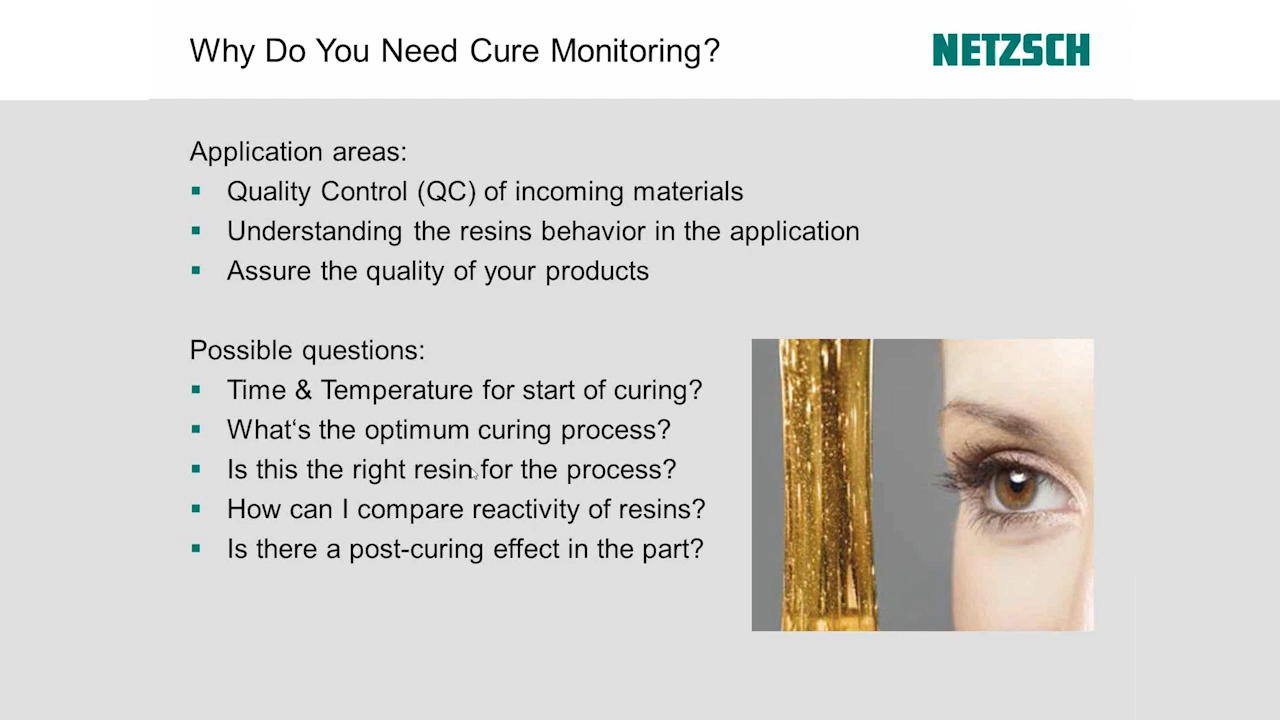 Why Do You Need Cure Monitoring?
NETZSCH
Application areas:
▪ Quality Control (QC) of incoming materials
▪ Understanding the resins behavior in the application
▪ Assure the quality of your products
Possible questions:
▪ Time & Temperature for start of curing?
▪ What‘s the optimum curing process?
▪ Is this the right resin for the process?
▪ How can I compare reactivity of resins?
▪ Is there a post-curing effect in the part?